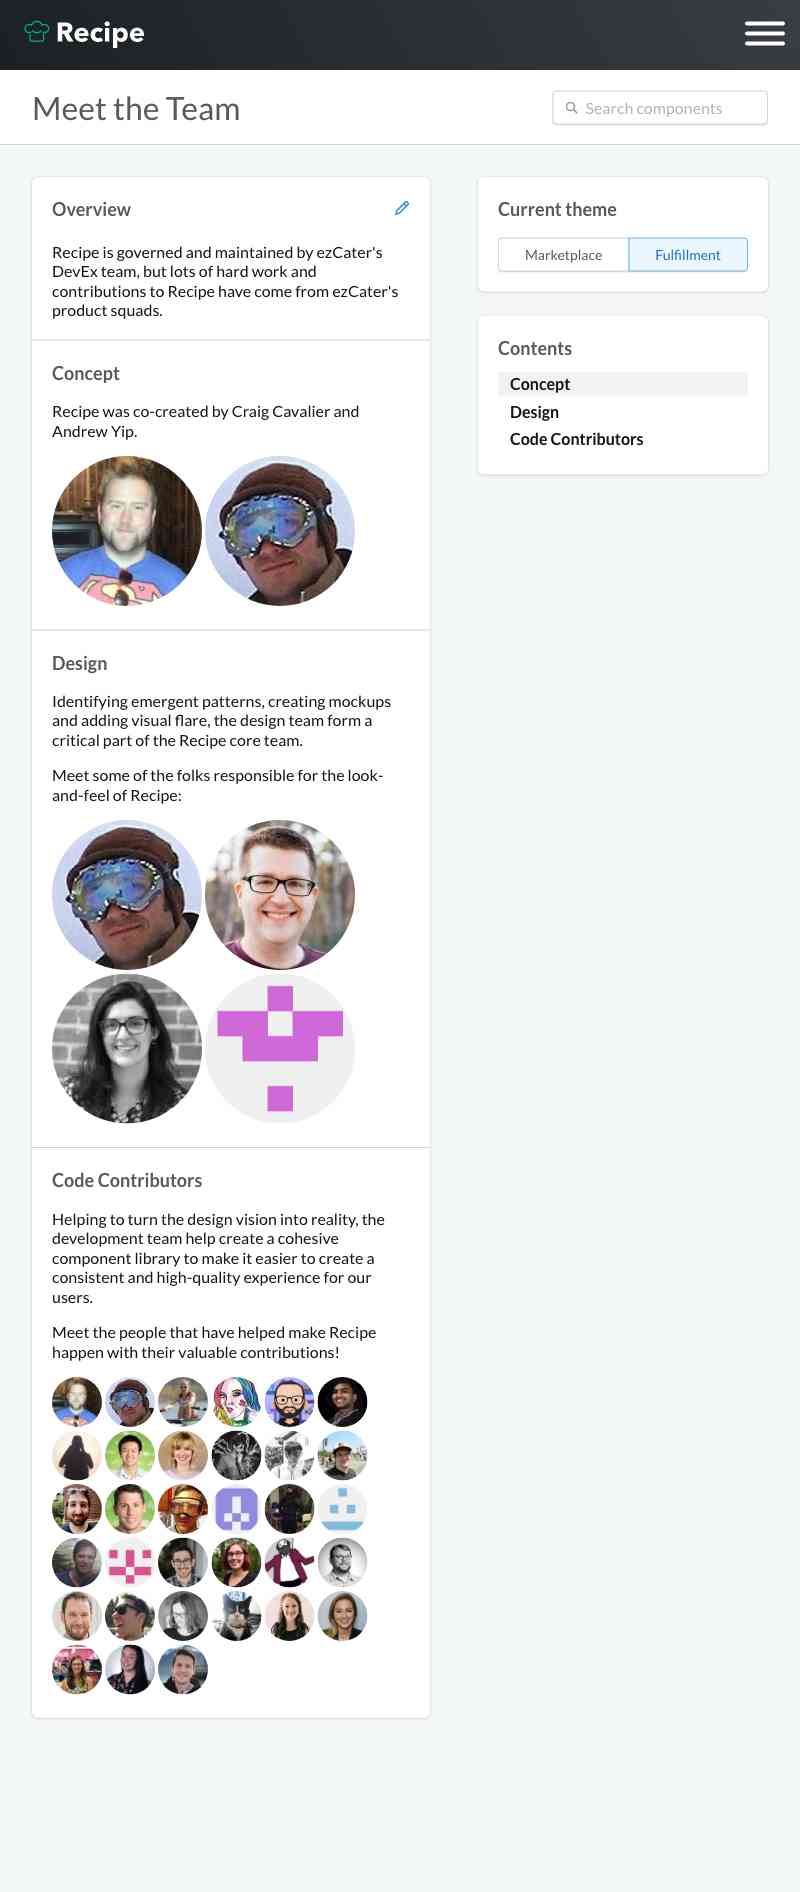 Recipe
Meet the Team
Search components
Overview
Recipe is governed and maintained by ezCater's
DevEx team, but lots of hard work and
contributions to Recipe have come from ezCater's
product squads.
Concept
Recipe was co-created by Craig Cavalier and
Andrew Yip.
Design
Identifying emergent patterns, creating mockups
and adding visual flare, the design team form a
critical part of the Recipe core team.
Meet some of the folks responsible for the look-
and-feel of Recipe:
Code Contributors
Helping to turn the design vision into reality, the
development team help create a cohesive
component library to make it easier to create a
consistent and high-quality experience for our
users.
Meet the people that have helped make Recipe
happen with their valuable contributions!
Current theme
Marketplace
Fulfillment
Contents
Concept
Design
Code Contributors